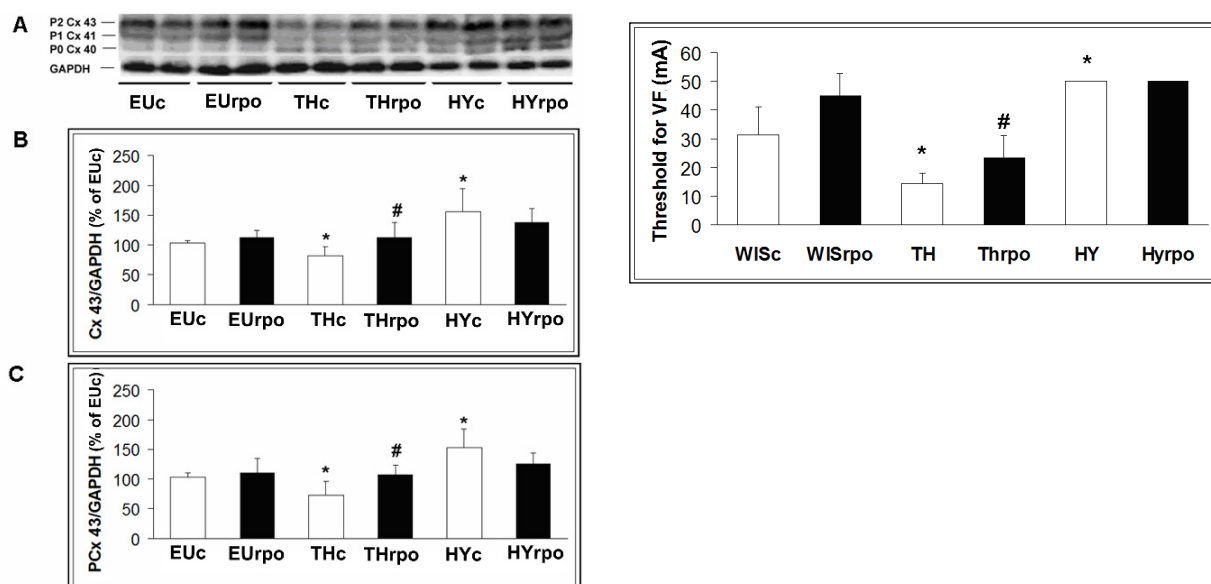 A
P2 Cx 43
P1 Cx 41
P0 Cx 40
GAPDH
EUc EUrpo THc THrpo HYc HYrpo
B
Cx 43/GAPDH (% of EUc)
250
200
150
100
50
0
* # *
EUc EUrpo THc THrpo HYc HYrpo
C
PCx 43/GAPDH (% of EUc)
250
200
150
100
50
0
* # *
EUc EUrpo THc THrpo HYc HYrpo
Threshold for VF (mA)
60
50
40
30
20
10
0
* # *
WISc WISrpo TH Thrpo HY Hyrpo